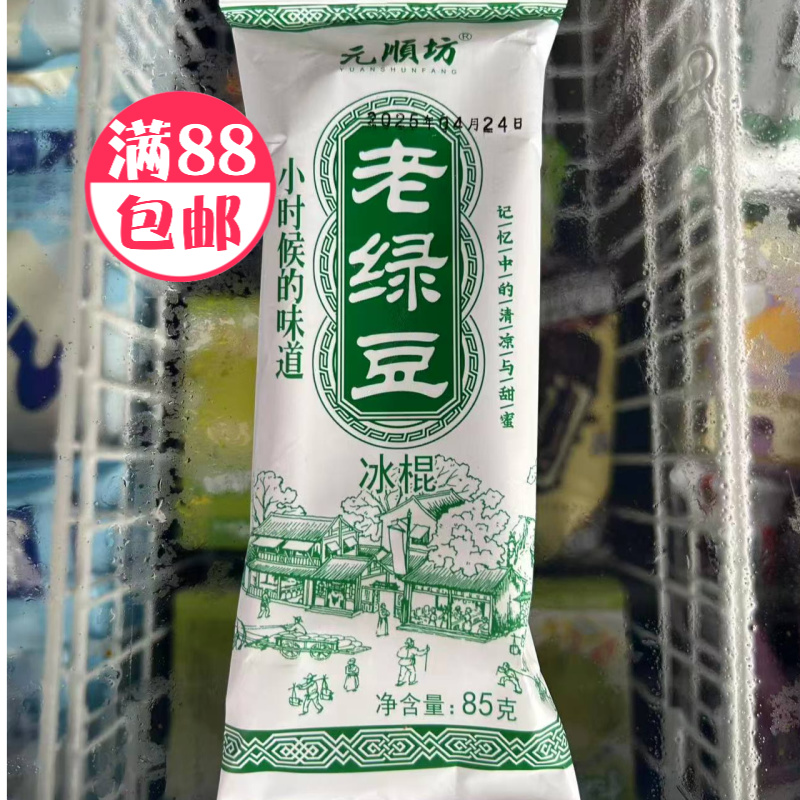 元順坊®
YUANSHUNFANG
2025年04月24日
满88
包邮
小时候的味道
老绿豆
记忆中的清凉与甜蜜
冰棍
净含量：85克